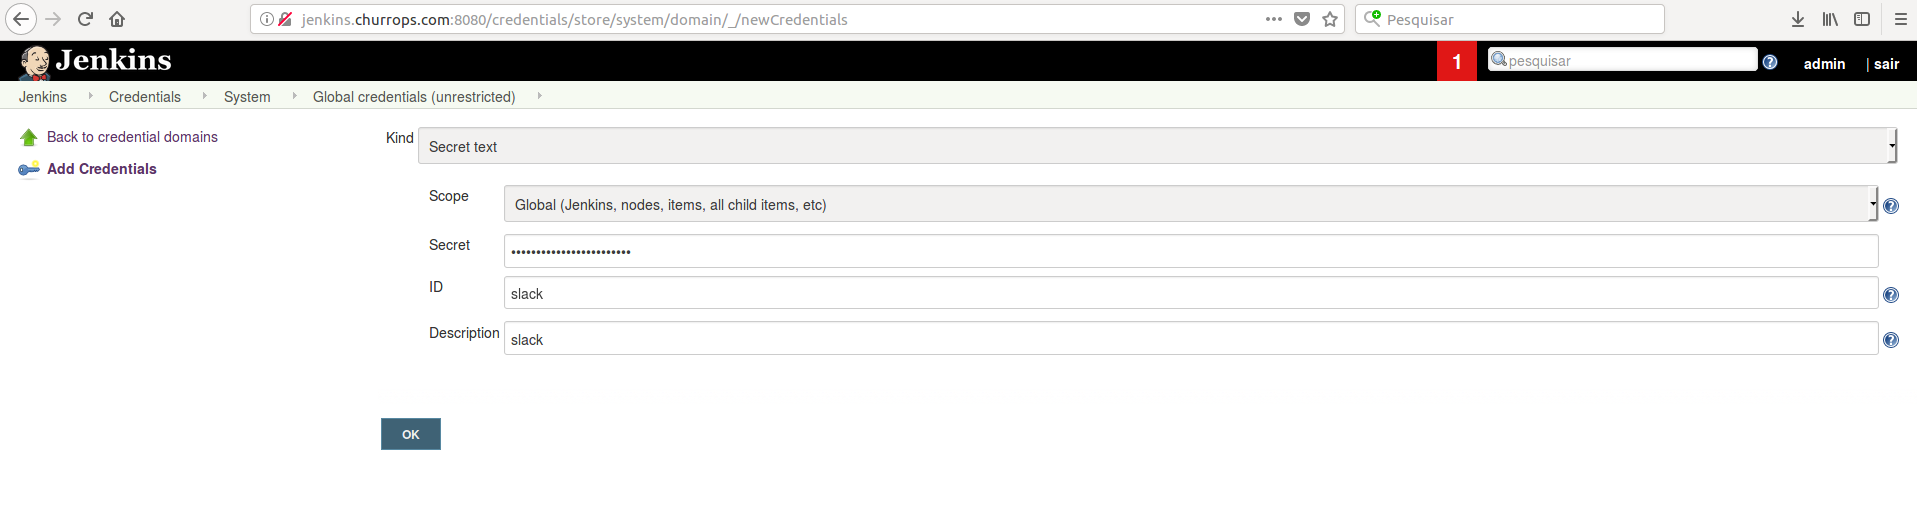 jenkins.churrops.com:8080/credentials/store/system/domain/_/newCredentials
Pesquisar
Jenkins
1
pesquisar
admin
| sair
Jenkins
Credentials
System
Global credentials (unrestricted)
Back to credential domains
Add Credentials
Kind
Secret text
Scope
Global (Jenkins, nodes, items, all child items, etc)
Secret
••••••••••••••••••••••••
ID
slack
Description
slack
OK